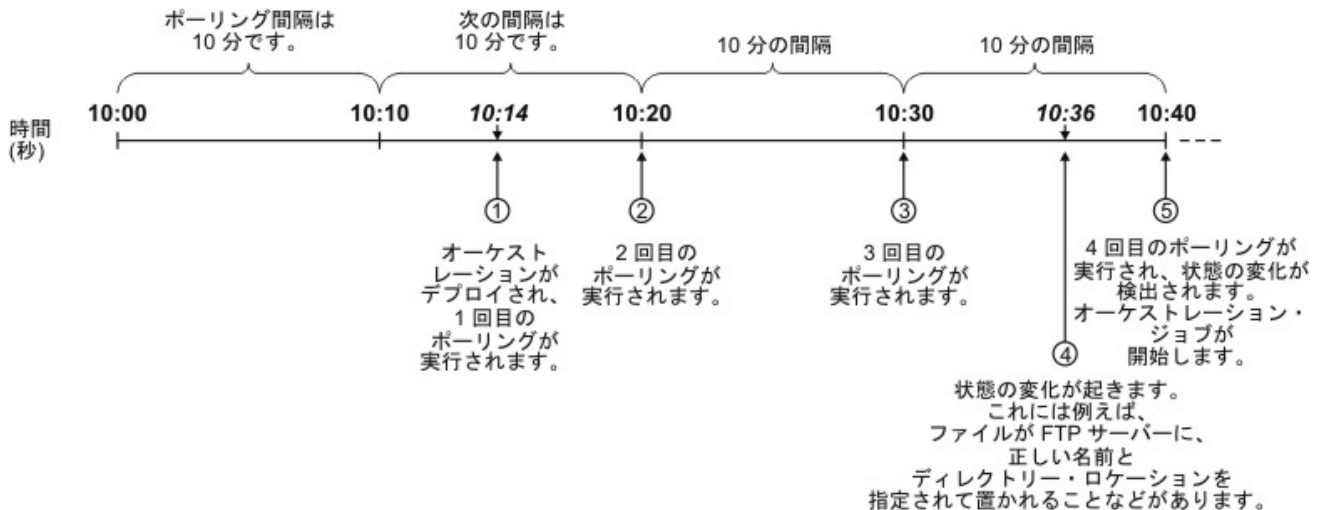 ポーリング間隔は
10 分です。
次の間隔は
10 分です。
10 分の間隔
10 分の間隔
10:00
10:10
10:14
10:20
10:30
10:36
10:40
時間
(秒)
①
オーケスト
レーションが
デプロイされ、
1 回目の
ポーリングが
実行されます。
②
2 回目の
ポーリングが
実行されます。
③
3 回目の
ポーリングが
実行されます。
⑤
4 回目のポーリングが
実行され、状態の変化が
検出されます。
オーケストレーション・
ジョブが
開始します。
④
状態の変化が起きます。
これには例えば、
ファイルが FTP サーバーに、
正しい名前と
ディレクトリー・ロケーションを
指定されて置かれることなどがあります。